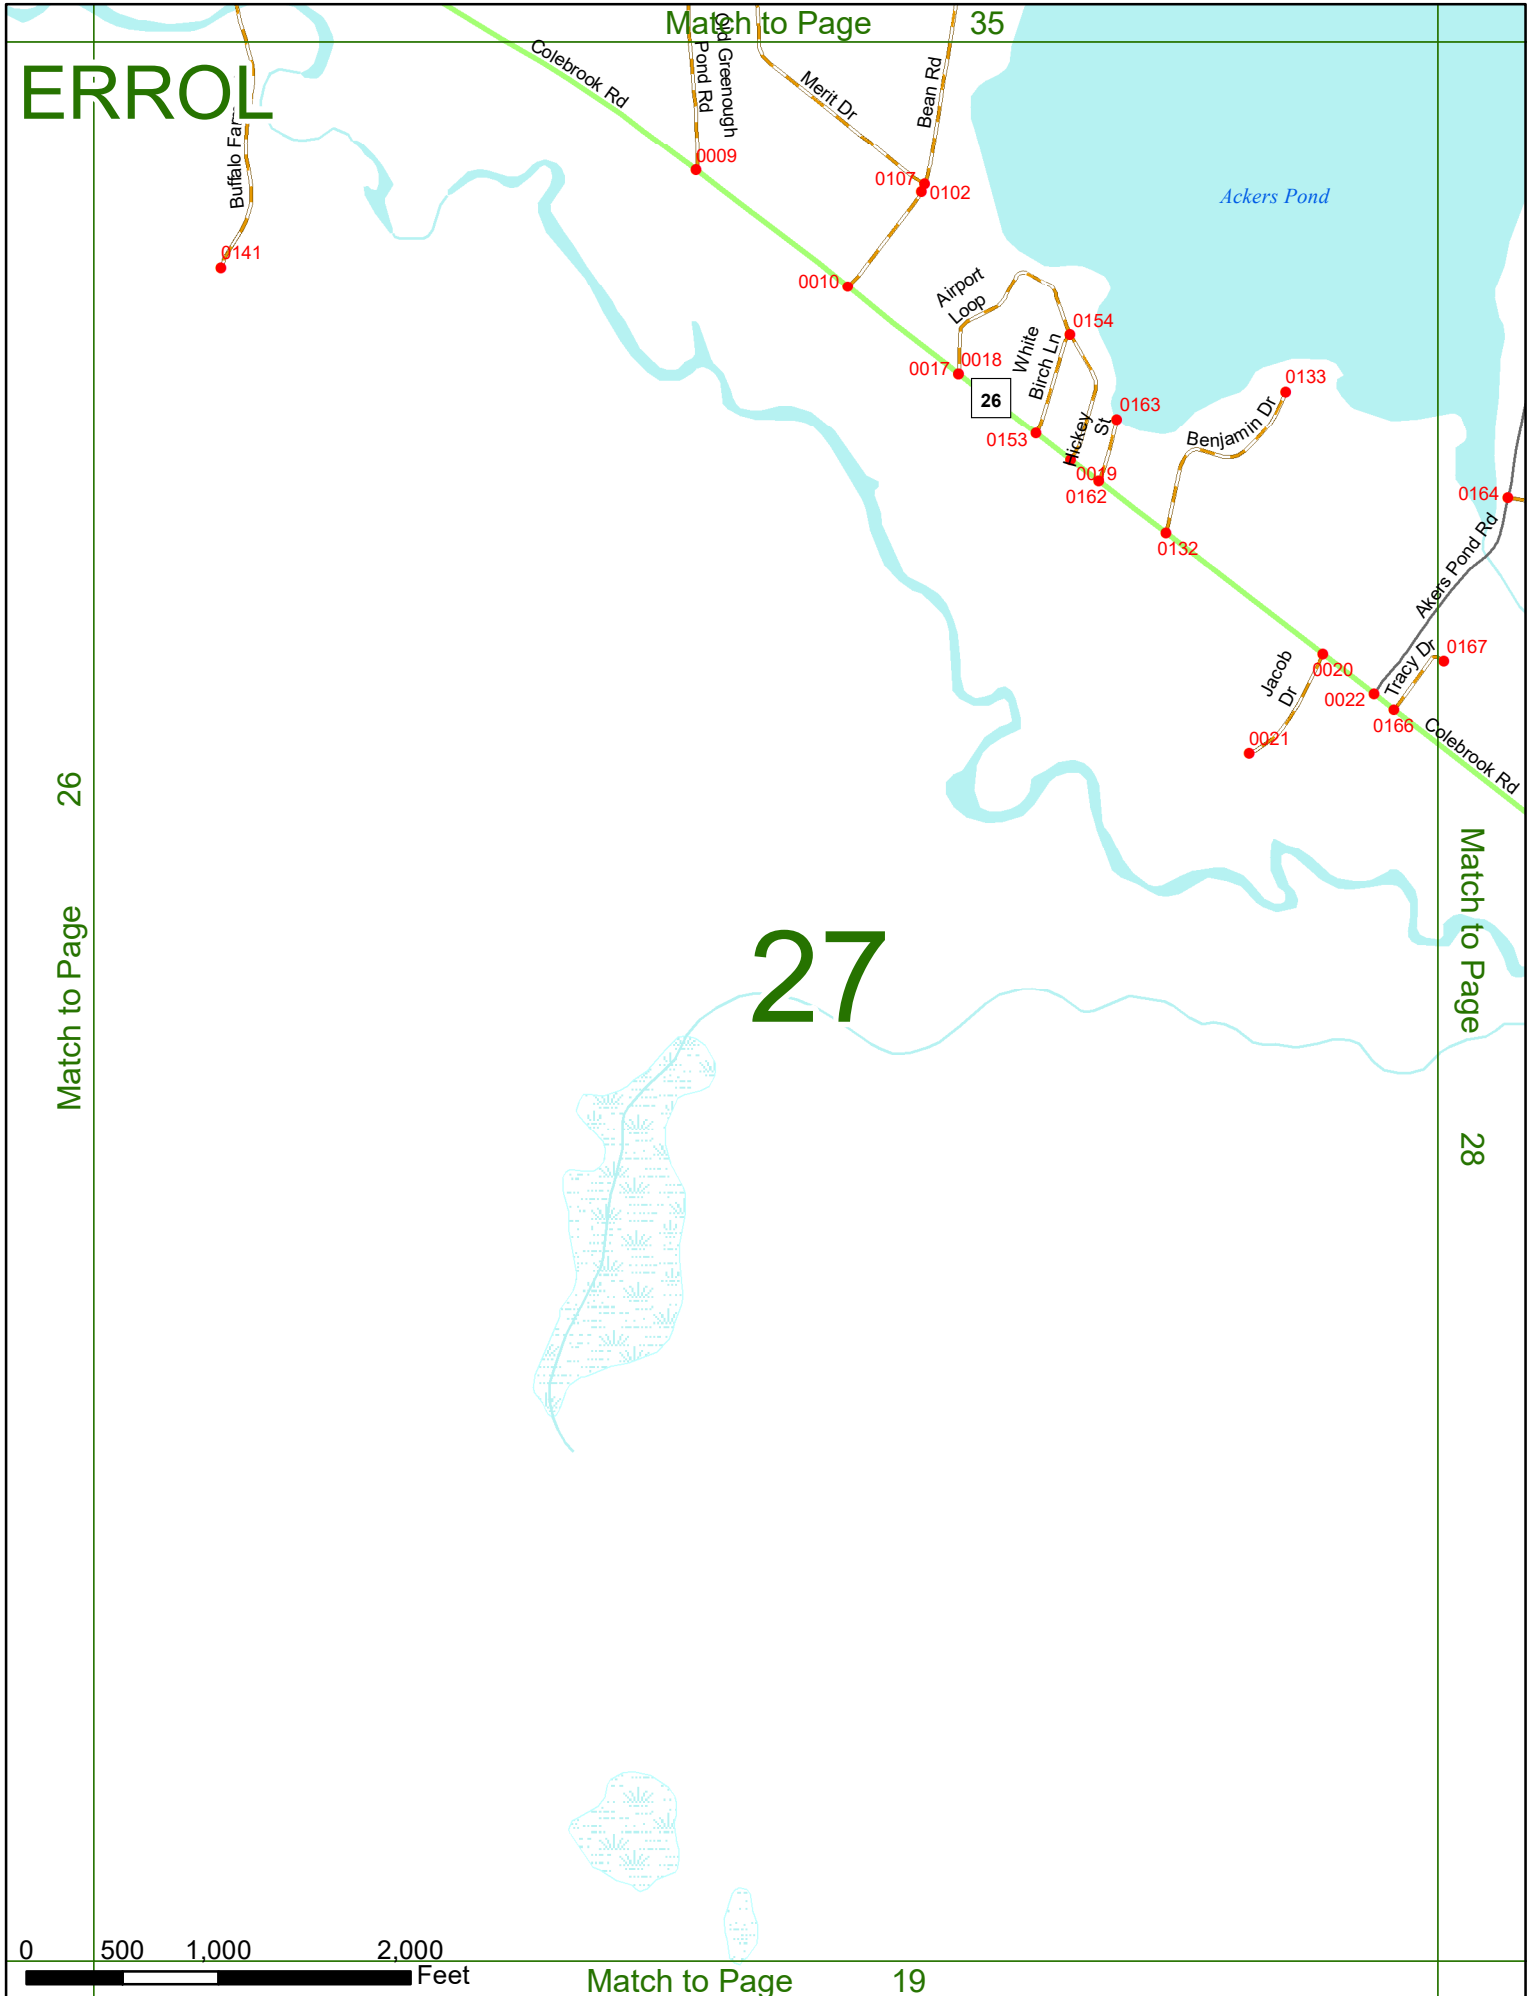 Match to Page 35
ERROL
Colebrook Rd
Old Greenough
Pond Rd
Merit Dr
Bean Rd
Buffalo Far
0009
0107
0102
Ackers Pond
0141
0010
Airport
Loop
0154
White
Birch Ln
0017
0018
26
0133
0163
Hickey
St
Benjamin Dr
0153
0019
0162
0164
0132
Akers Pond Rd
Jacob
Dr
0020
Tracy Dr
0167
0022
0166
0021
Colebrook Rd
Match to Page 26
27
Match to Page 28
0 500 1,000 2,000
Feet
Match to Page 19